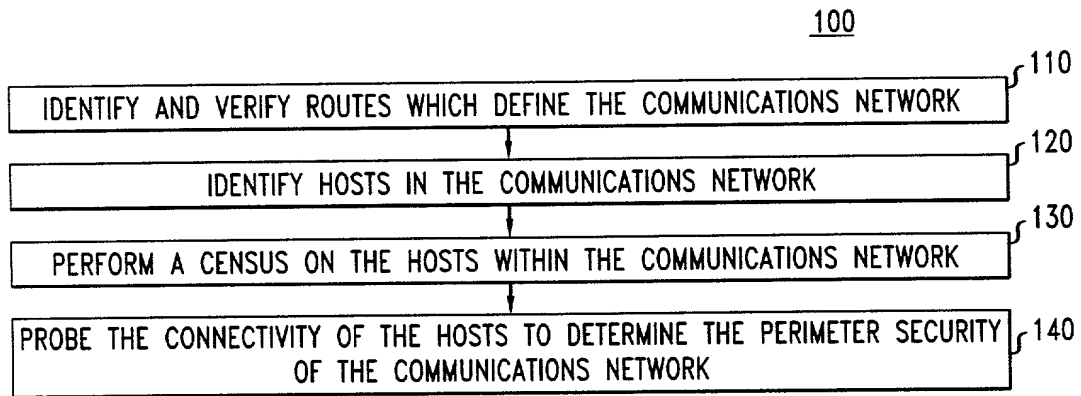 100
110
IDENTIFY AND VERIFY ROUTES WHICH DEFINE THE COMMUNICATIONS NETWORK
120
IDENTIFY HOSTS IN THE COMMUNICATIONS NETWORK
130
PERFORM A CENSUS ON THE HOSTS WITHIN THE COMMUNICATIONS NETWORK
PROBE THE CONNECTIVITY OF THE HOSTS TO DETERMINE THE PERIMETER SECURITY
OF THE COMMUNICATIONS NETWORK
140